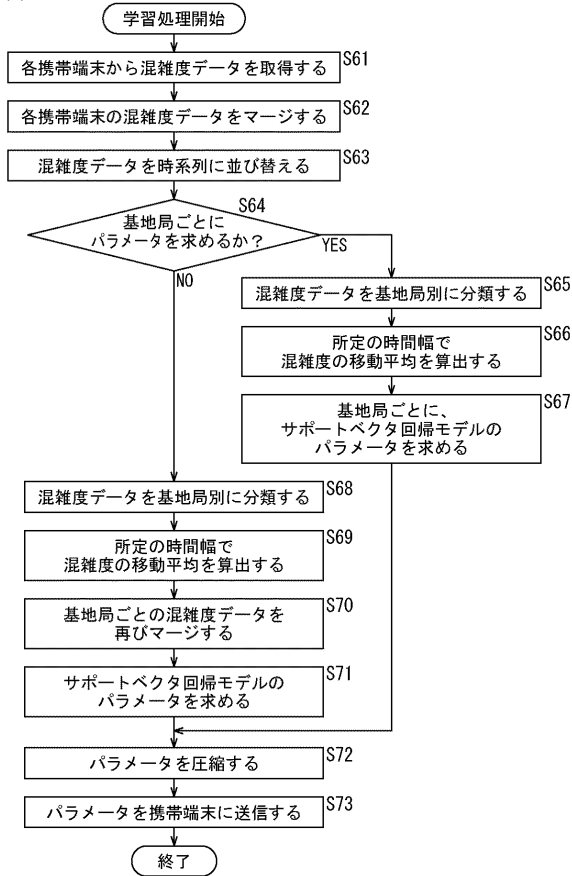 学習処理開始
各携帯端末から混雑度データを取得する
S61
各携帯端末の混雑度データをマージする
S62
混雑度データを時系列に並び替える
S63
S64
基地局ごとに
パラメータを求めるか?
YES
NO
混雑度データを基地局別に分類する
S65
所定の時間幅で
混雑度の移動平均を算出する
S66
基地局ごとに、
サポートベクタ回帰モデルの
パラメータを求める
S67
混雑度データを基地局別に分類する
S68
所定の時間幅で
混雑度の移動平均を算出する
S69
基地局ごとの混雑度データを
再びマージする
S70
サポートベクタ回帰モデルの
パラメータを求める
S71
パラメータを圧縮する
S72
パラメータを携帯端末に送信する
S73
終了